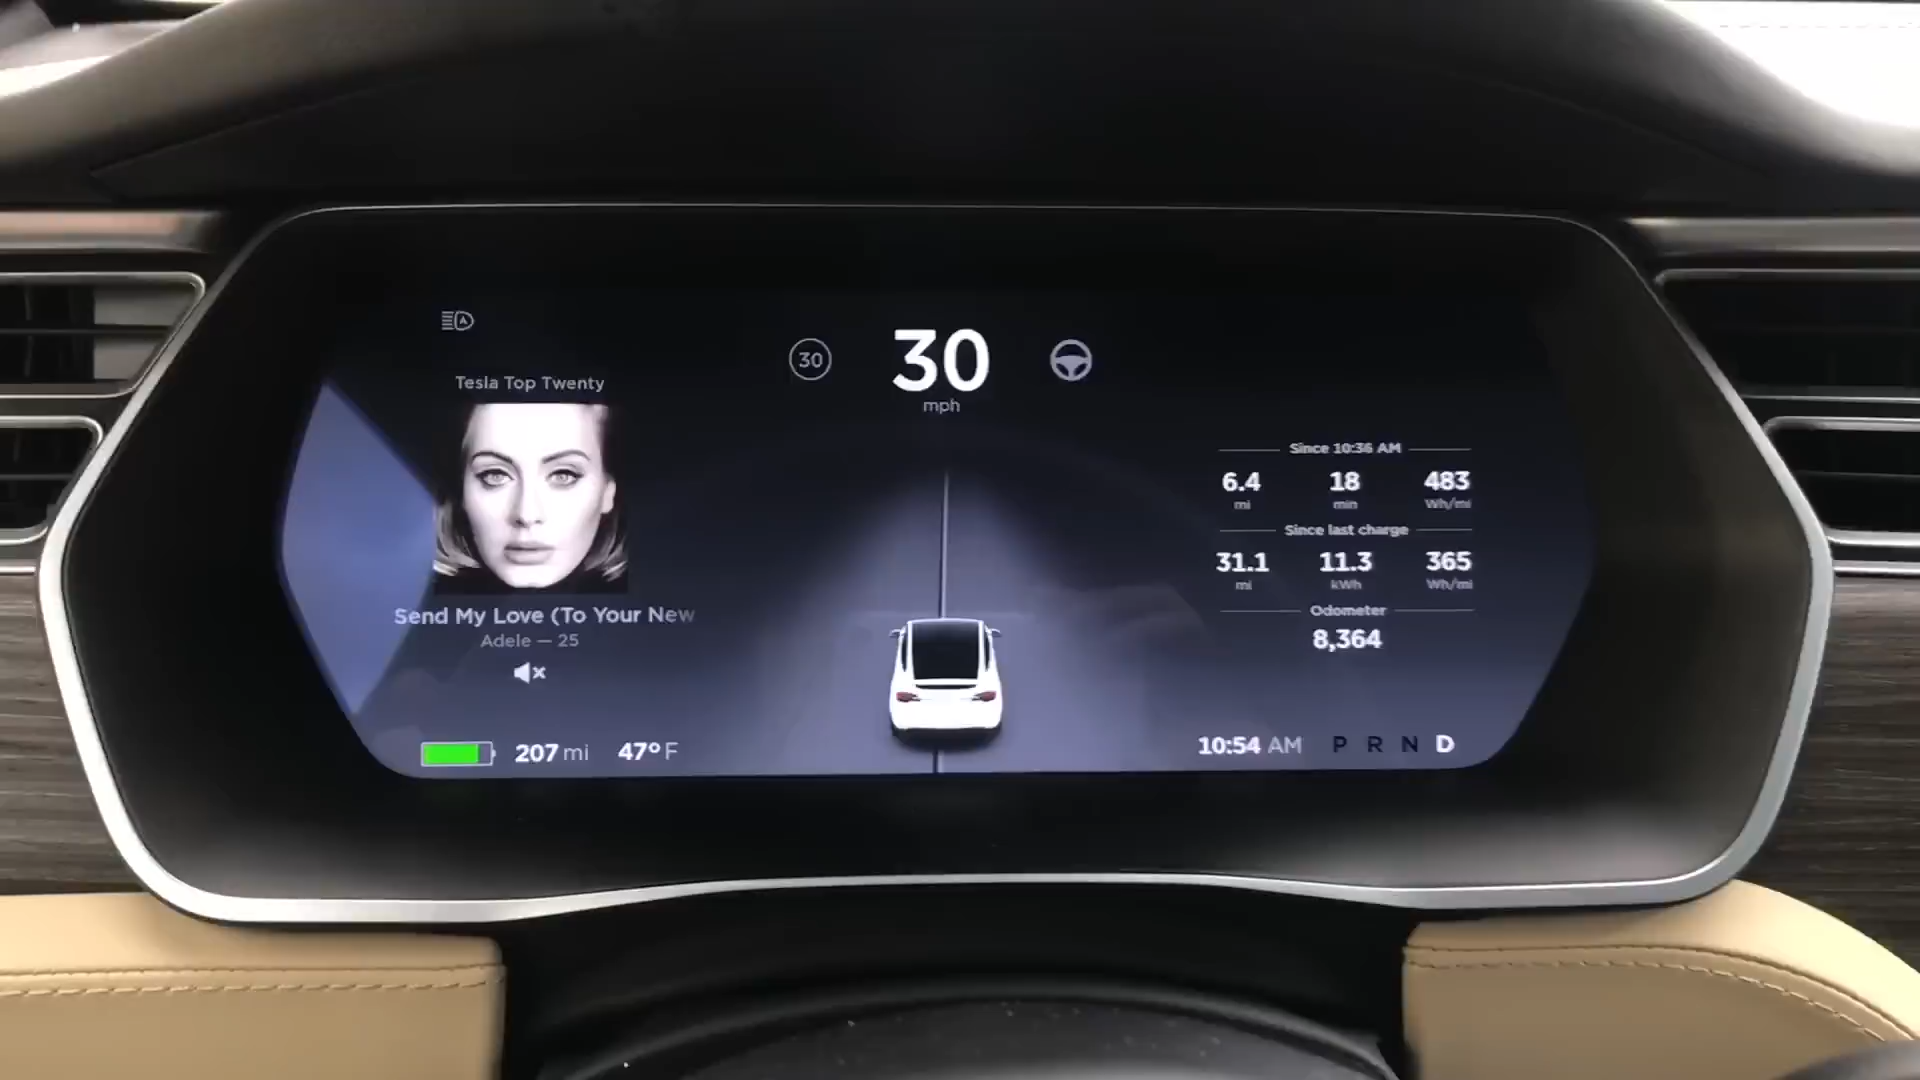 Tesla Top Twenty
Send My Love (To Your New
Adele — 25
207 mi 47° F
30
30
mph
Since 10:36 AM
6.4 18 483
mi min Wh/mi
Since last charge
31.1 11.3 365
mi kWh Wh/mi
Odometer
8,364
10:54 AM P R N D